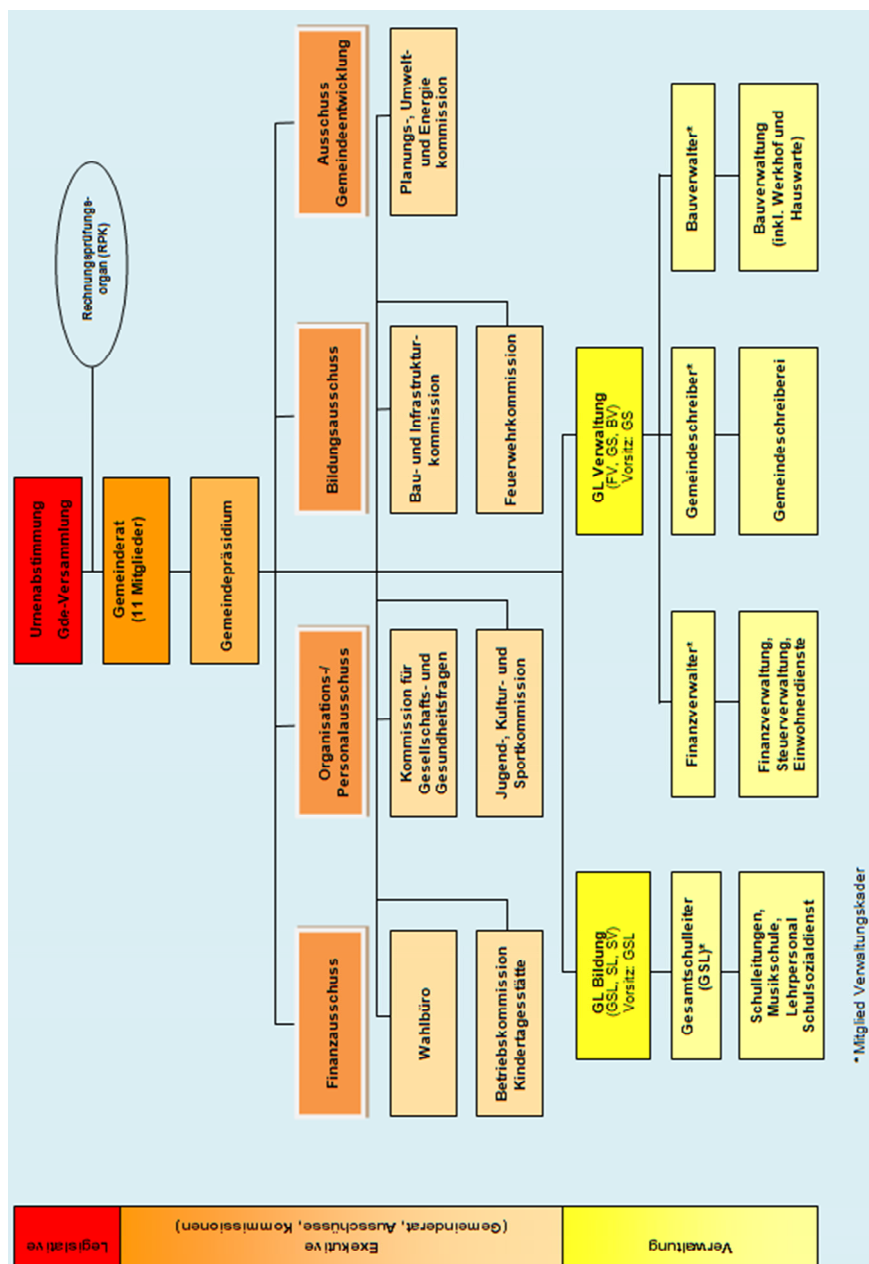 Urnenabstimmung
Gde-Versammlung
Rechnungsprüfungs-
organ (RPK)
Gemeinderat
(11 Mitglieder)
Gemeindepräsidium
Finanzausschuss
Organisations-/
Personalausschuss
Bildungsausschuss
Ausschuss
Gemeindeentwicklung
Wahlbüro
Kommission für
Gesellschafts- und
Gesundheitsfragen
Bau- und Infrastruktur-
kommission
Planungs-, Umwelt-
und Energie
kommission
Betriebskommission
Kindertagesstätte
Jugend-, Kultur- und
Sportkommission
Feuerwehrkommission
GL Bildung
(GSL, SL, SV)
Vorsitz: GSL
GL Verwaltung
(FV, GS, BV)
Vorsitz: GS
Gesamtschulleiter
(GSL)*
Finanzverwalter*
Gemeindeschreiber*
Bauverwalter*
Schulleitungen,
Musikschule,
Lehrpersonal
Schulsozialdienst
Finanzverwaltung,
Steuerverwaltung,
Einwohnerdienste
Gemeindeschreiberei
Bauverwaltung
(inkl. Werkhof und
Hauswarte)
* Mitglied Verwaltungskader
Legislative
Exekutive
(Gemeinderat, Ausschüsse, Kommissionen)
Verwaltung